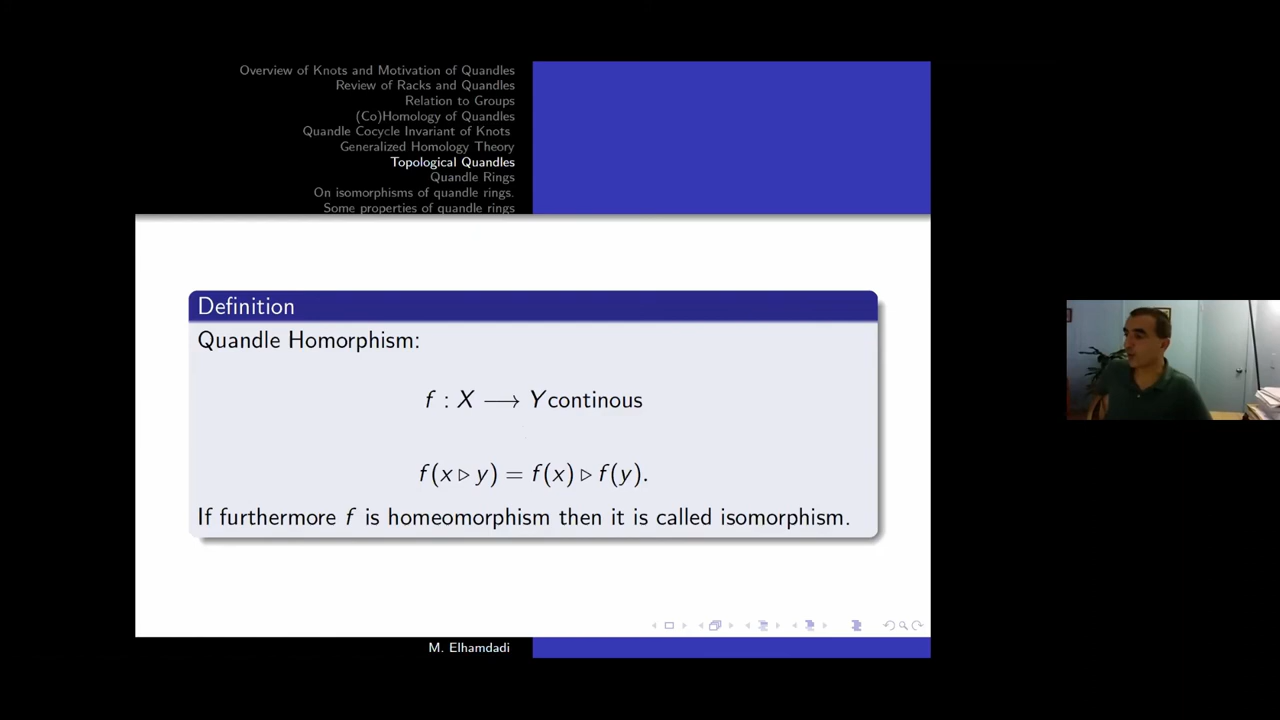 Overview of Knots and Motivation of Quandles
Review of Racks and Quandles
Relation to Groups
(Co)Homology of Quandles
Quandle Cocycle Invariant of Knots
Generalized Homology Theory
Topological Quandles
Quandle Rings
On isomorphisms of quandle rings.
Some properties of quandle rings
Definition
Quandle Homorphism:
f : X ⟶ Y continous
f(x ▷ y) = f(x) ▷ f(y).
If furthermore f is homeomorphism then it is called isomorphism.
M. Elhamdadi